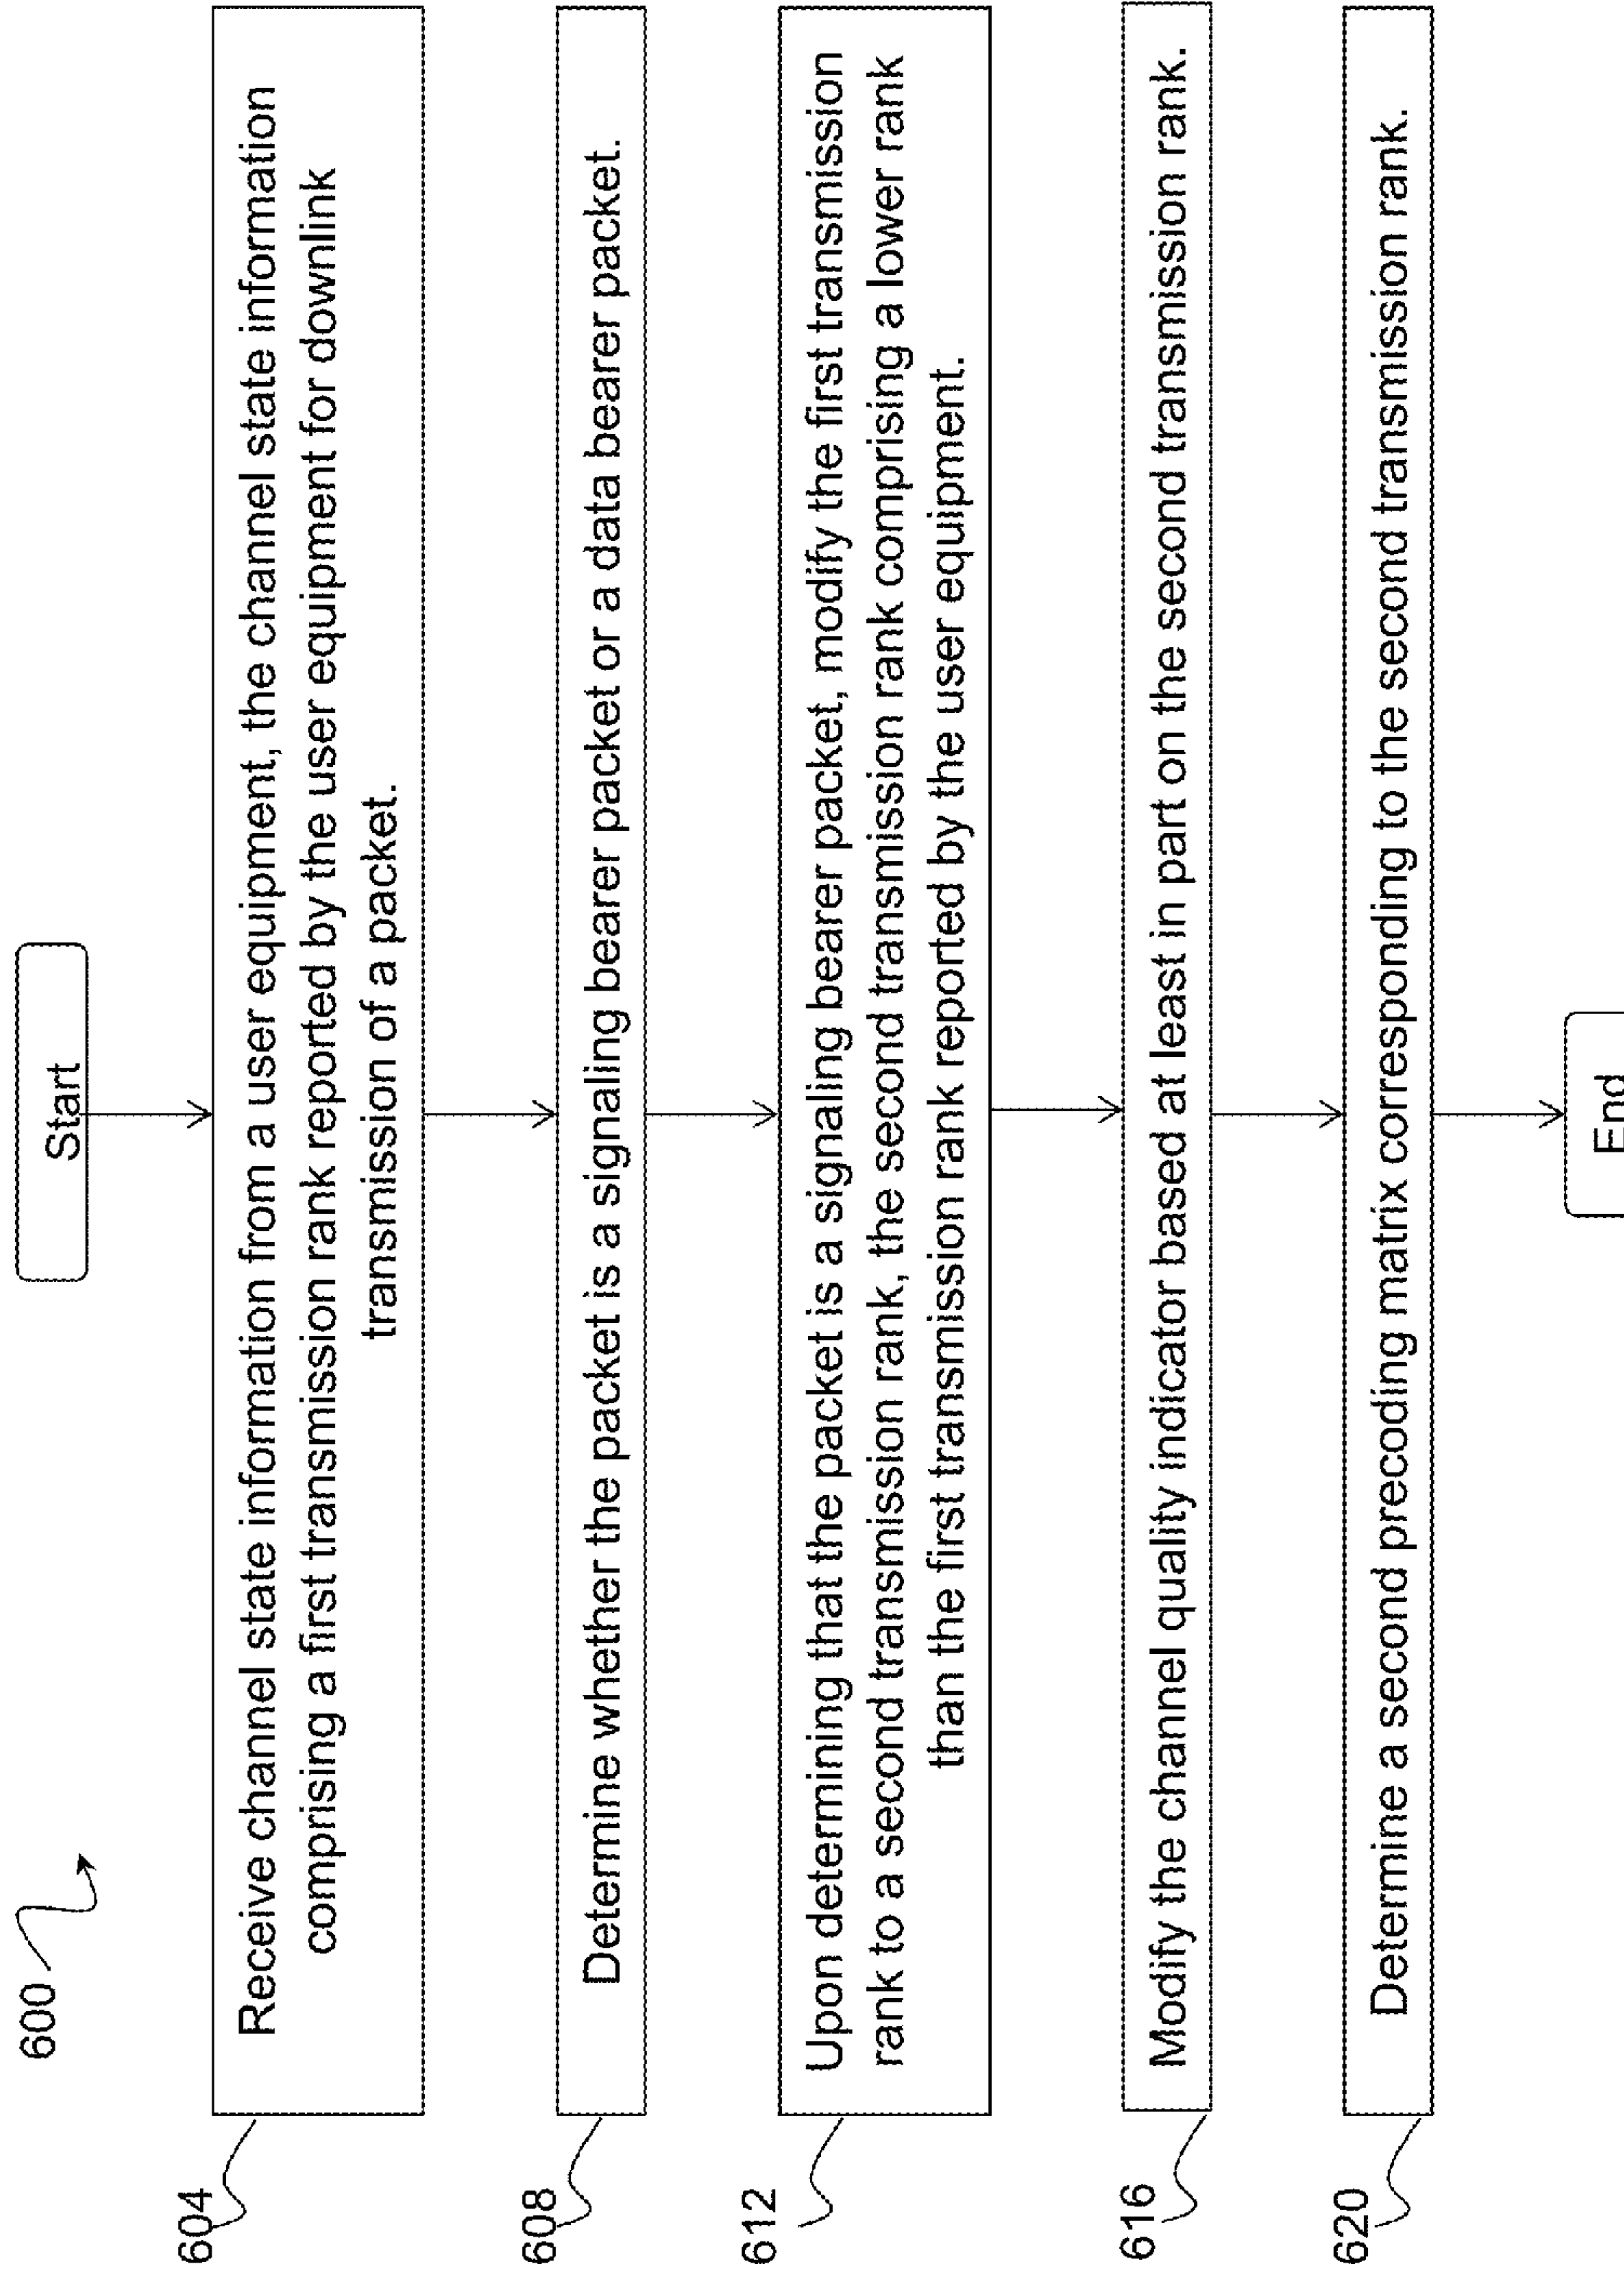 600
Start
604
Receive channel state information from a user equipment, the channel state information
comprising a first transmission rank reported by the user equipment for downlink
transmission of a packet.
608
Determine whether the packet is a signaling bearer packet or a data bearer packet.
612
Upon determining that the packet is a signaling bearer packet, modify the first transmission
rank to a second transmission rank, the second transmission rank comprising a lower rank
than the first transmission rank reported by the user equipment.
616
Modify the channel quality indicator based at least in part on the second transmission rank.
620
Determine a second precoding matrix corresponding to the second transmission rank.
End